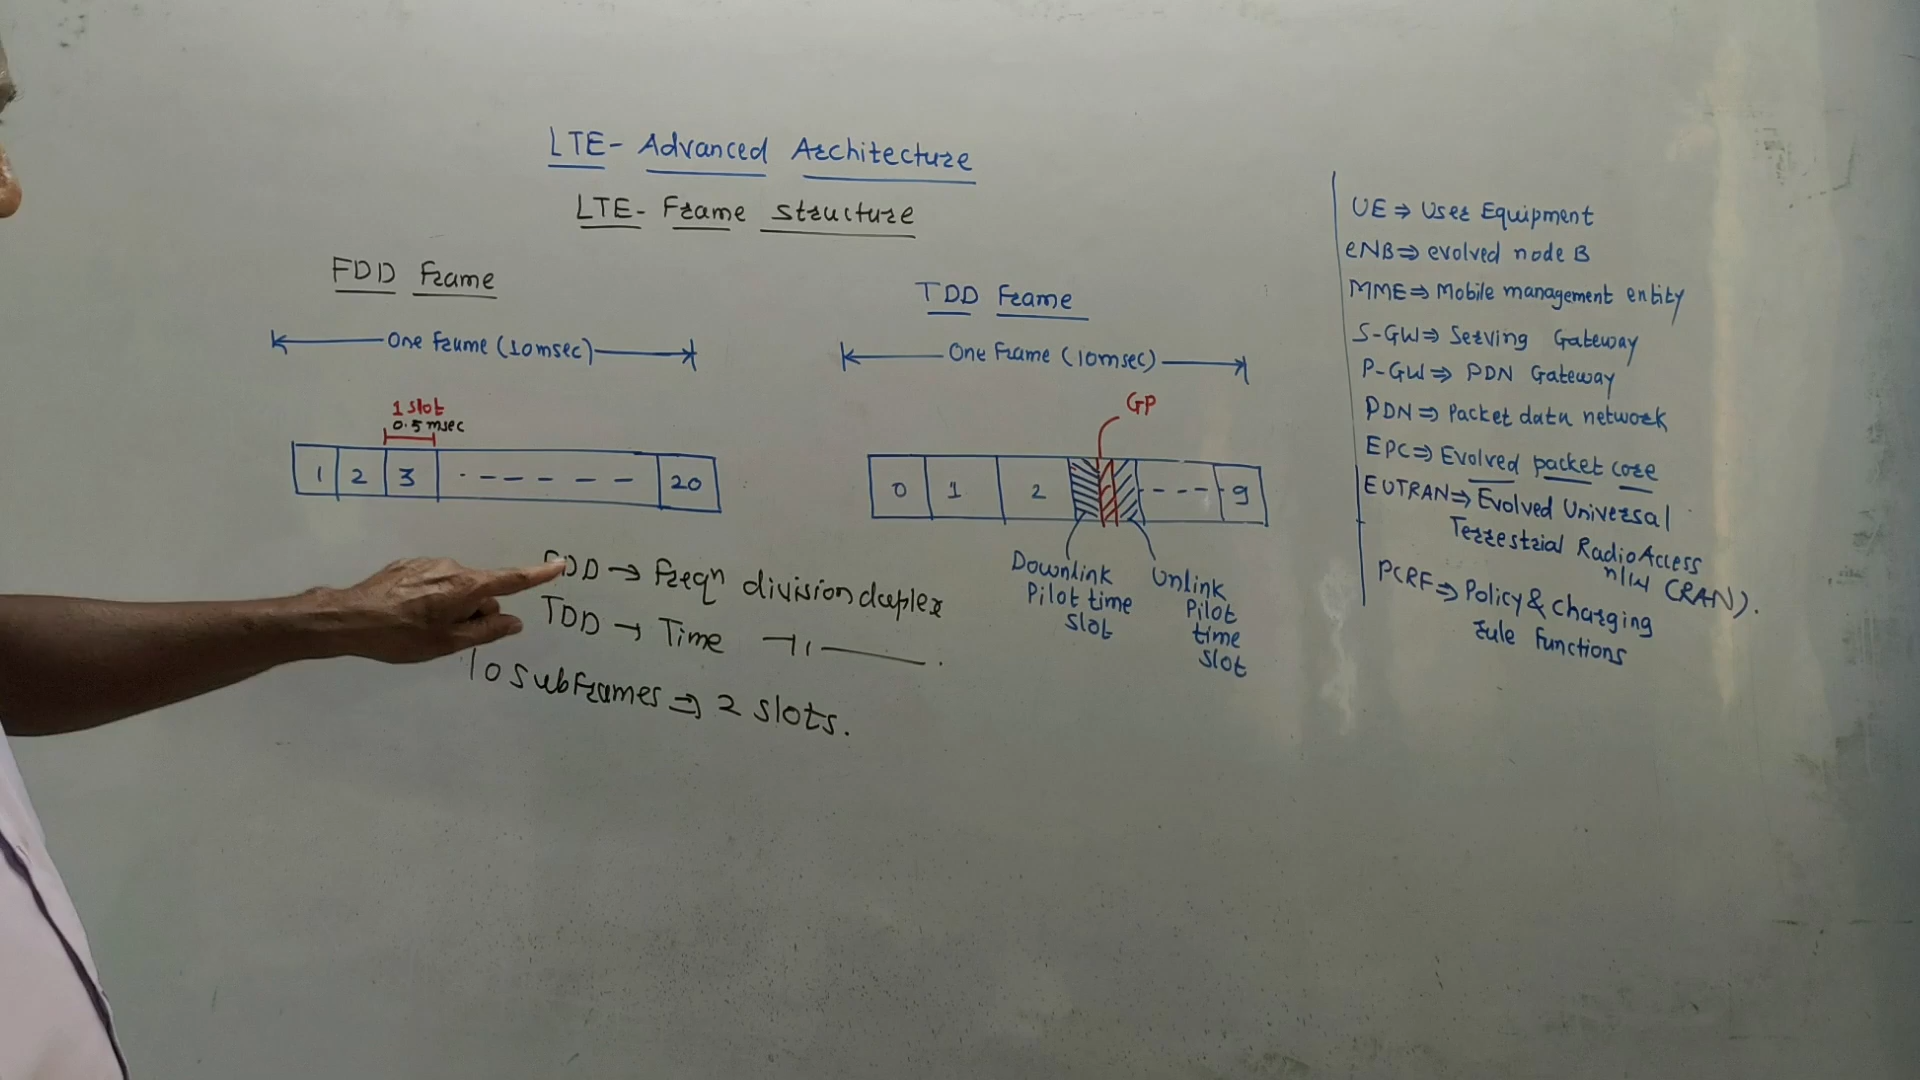 LTE- Advanced Architecture
LTE- Frame structure
FDD Frame
One Frame (10msec)
1 slot
0.5 msec
1 2 3 - - - - - - 20
TDD Frame
One Frame (10msec)
GP
0 1 2 - - - - 9
Downlink
Pilot time
slot
Unlink
Pilot
time
slot
FDD → Freqn division duplex
TDD → Time —11———.
10 subframes ⇒ 2 slots.
UE ⇒ User Equipment
eNB ⇒ evolved node B
MME ⇒ Mobile management entity
S-GW ⇒ Serving Gateway
P-GW ⇒ PDN Gateway
PDN ⇒ Packet data network
EPC ⇒ Evolved packet core
EUTRAN ⇒ Evolved Universal
Terrestrial Radio Access
n/w (RAN).
PCRF ⇒ Policy & charging
rule functions